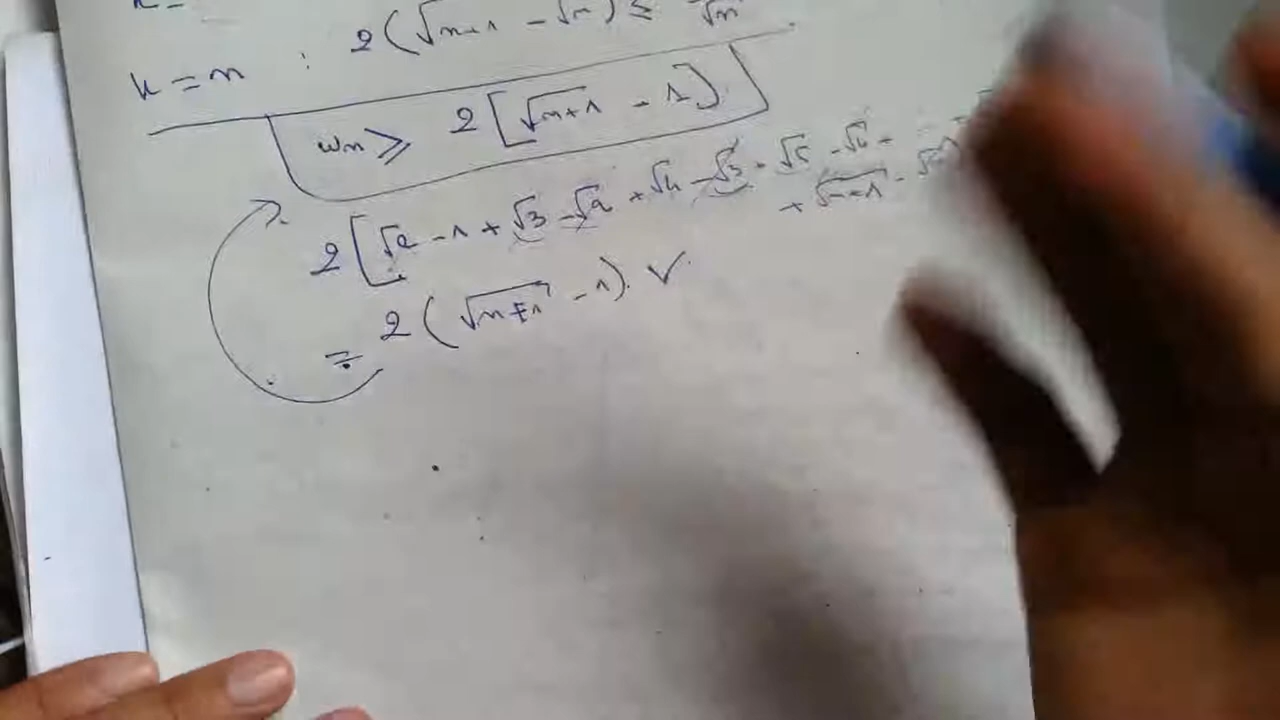 k=
2(√n+1 - √n) ≤ 1/√n
k = n :
wn ≥ 2[√n+1 - 1]
2[√2 - 1 + √3 - √2 + √4 - √3 + √5 - √4 -
+ √n+1 -
= 2(√n+1 - 1). ✓